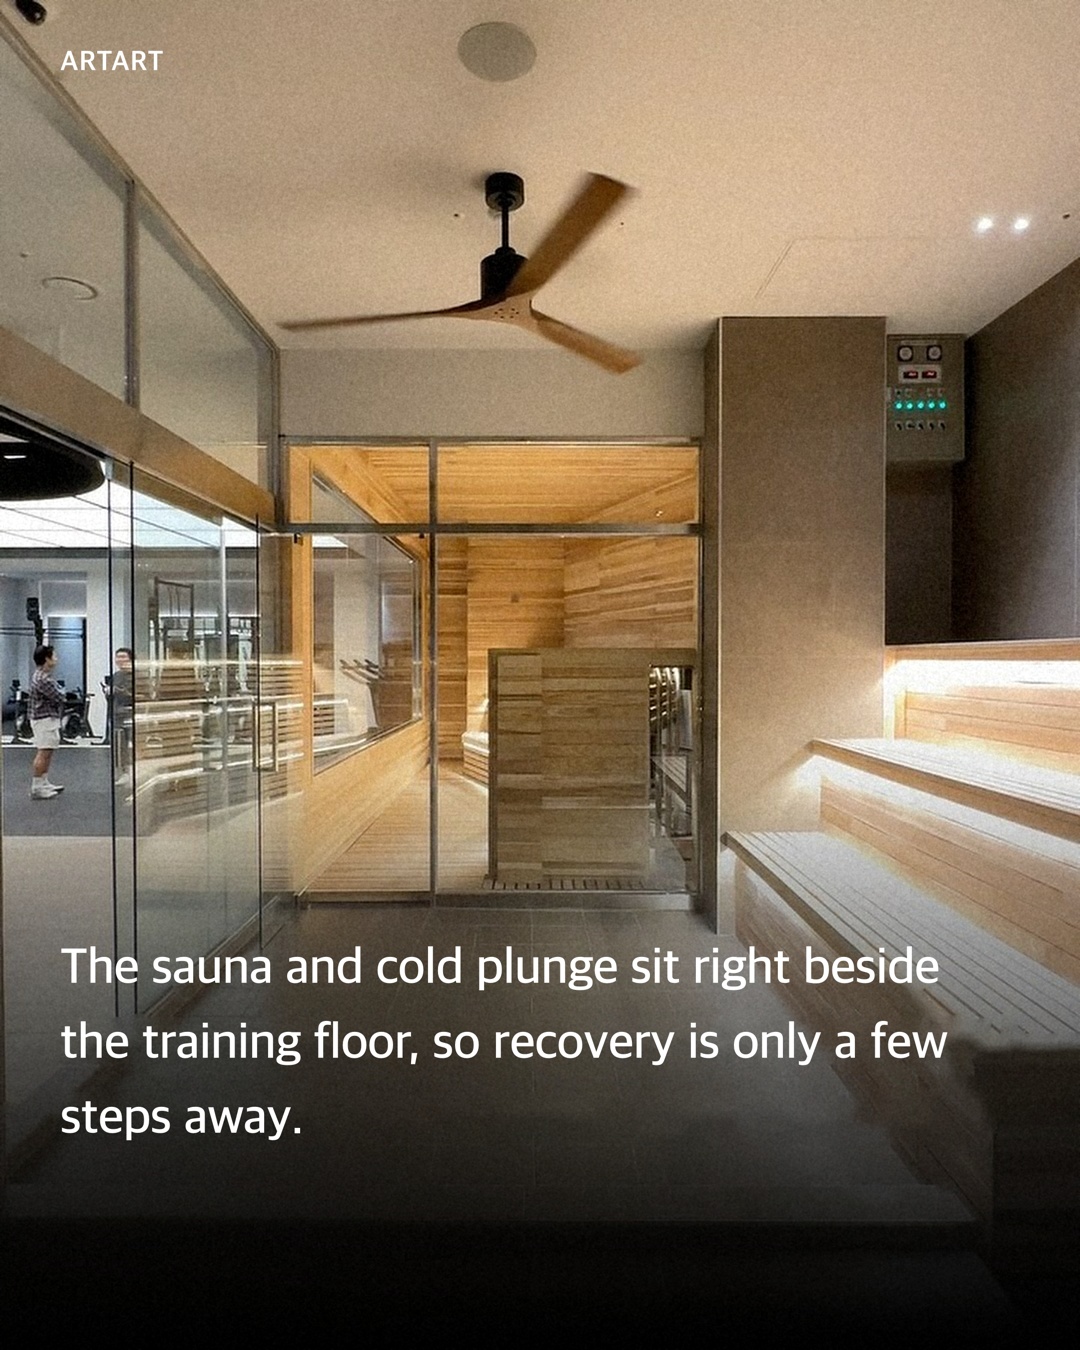 ARTART
The sauna and cold plunge sit right beside
the training floor, so recovery is only a few
steps away.